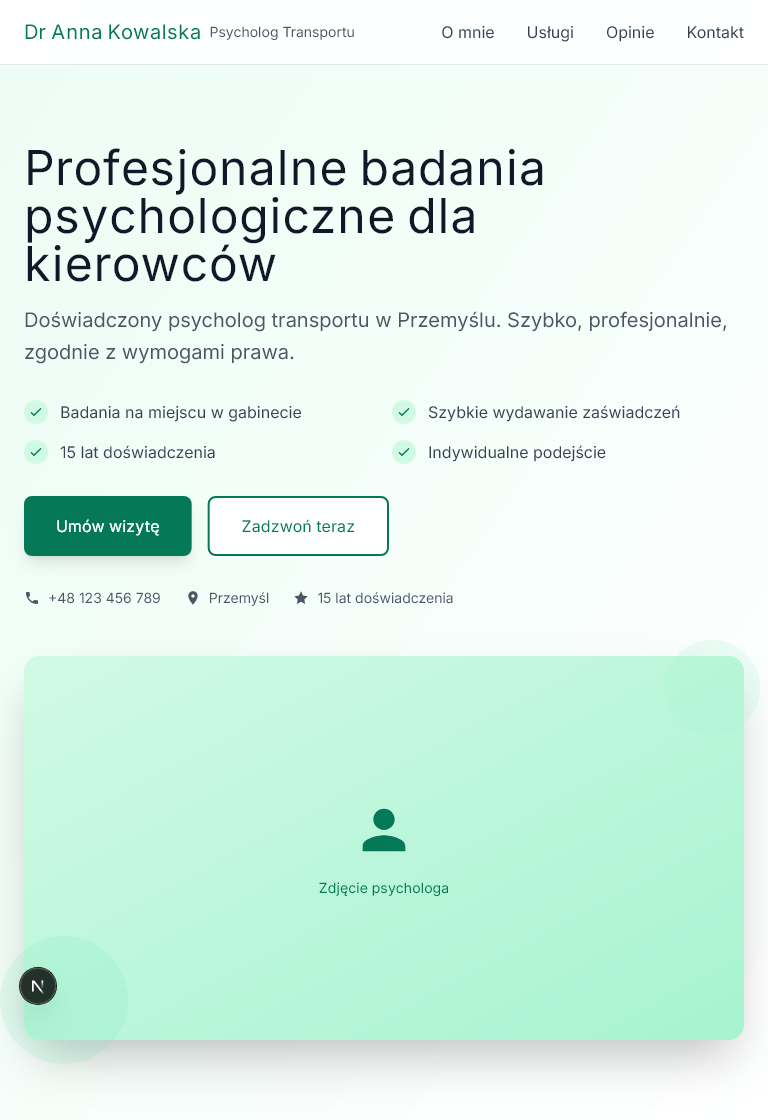 Dr Anna Kowalska Psycholog Transportu O mnie Usługi Opinie Kontakt
Profesjonalne badania
psychologiczne dla
kierowców
Doświadczony psycholog transportu w Przemyślu. Szybko, profesjonalnie,
zgodnie z wymogami prawa.
Badania na miejscu w gabinecie Szybkie wydawanie zaświadczeń
15 lat doświadczenia Indywidualne podejście
Umów wizytę Zadzwoń teraz
+48 123 456 789 Przemyśl 15 lat doświadczenia
Zdjęcie psychologa
N